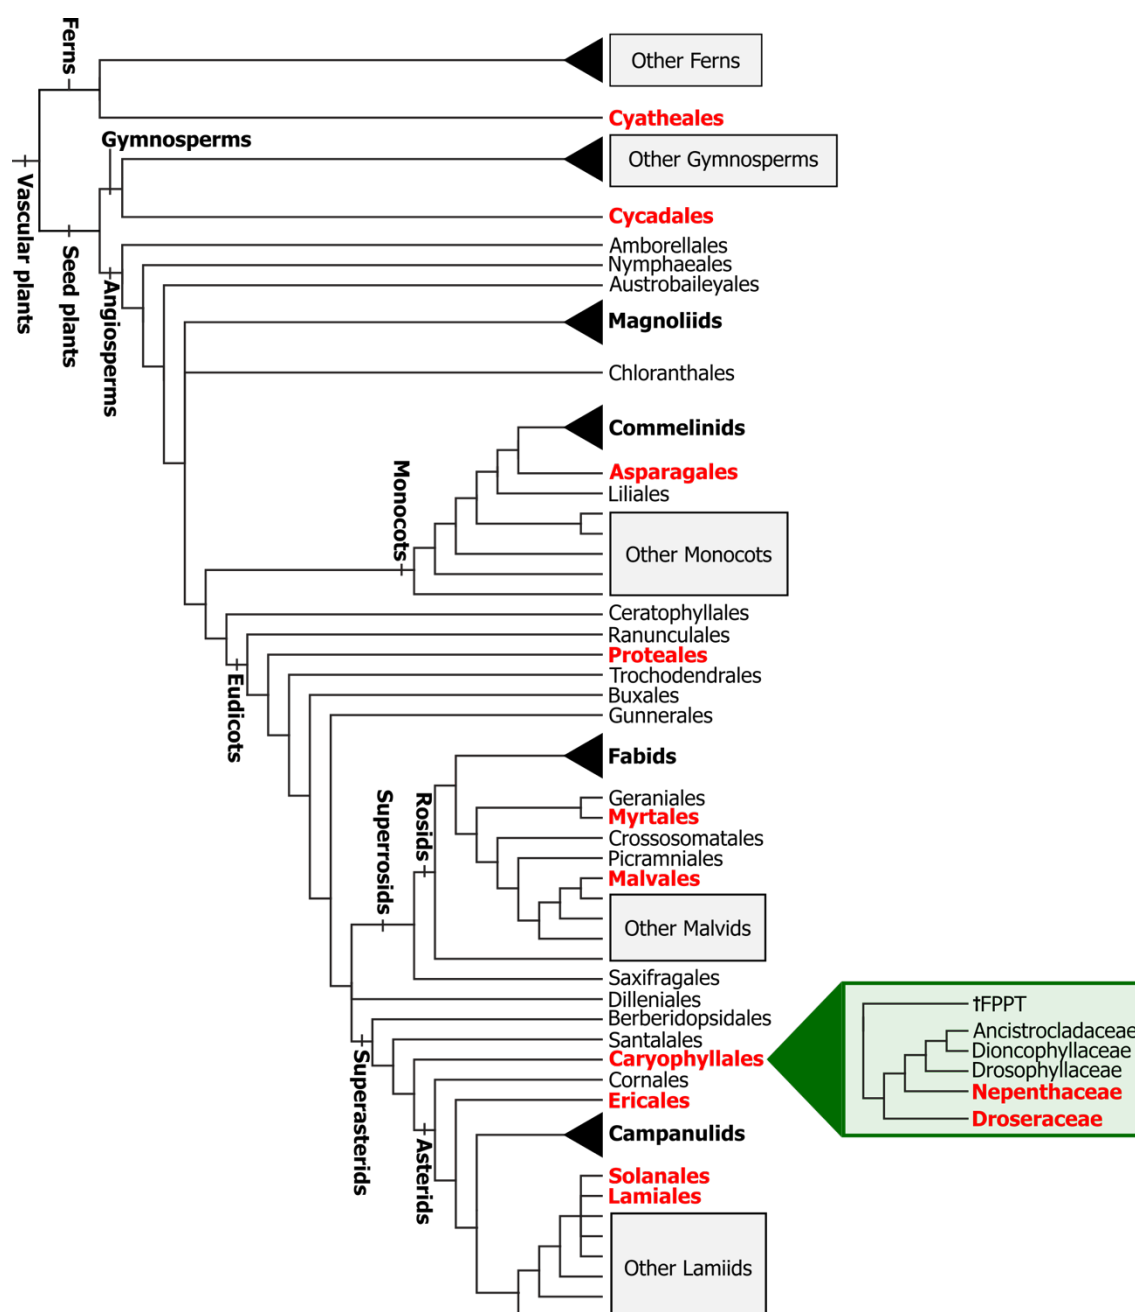 Ferns
Other Ferns
Cyatheales
Gymnosperms
Other Gymnosperms
Vascular plants
Seed plants
Cycadales
Angiosperms
Amborellales
Nymphaeales
Austrobaileyales
Magnoliids
Chloranthales
Commelinids
Monocots
Asparagales
Liliales
Other Monocots
Ceratophyllales
Ranunculales
Eudicots
Proteales
Trochodendrales
Buxales
Gunnerales
Fabids
Superrosids
Rosids
Geraniales
Myrtales
Crossosomatales
Picramniales
Malvales
Other Malvids
Saxifragales
Dilleniales
Berberidopsidales
Superasterids
Santalales
Caryophyllales
†FPPT
Ancistrocladaceae
Dioncophyllaceae
Drosophyllaceae
Nepenthaceae
Droseraceae
Cornales
Ericales
Asterids
Campanulids
Solanales
Lamiales
Other Lamiids